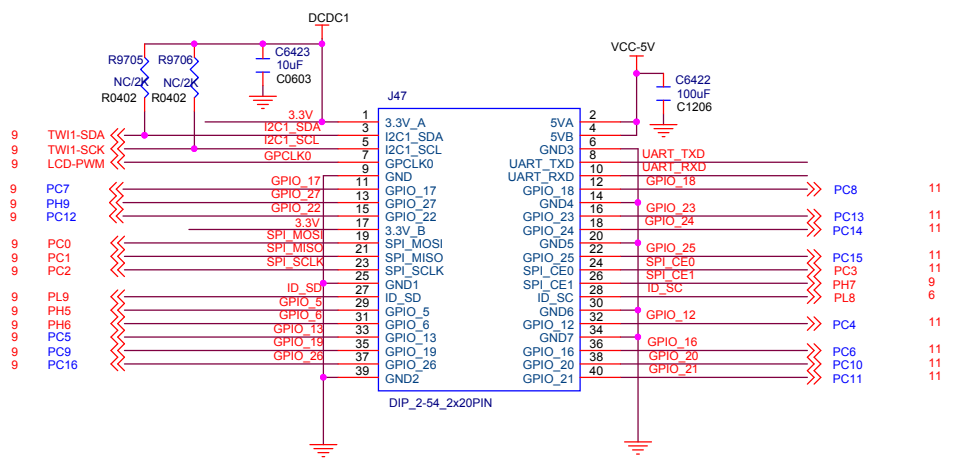 DCDC1
R9705 R9706 C6423
10uF
NC/2K NC/2K C0603
R0402 R0402
VCC-5V
C6422
100uF
C1206
J47
3.3V 1 3.3V_A 5VA 2
9 TWI1-SDA I2C1_SDA 3 I2C1_SDA 5VB 4
9 TWI1-SCK I2C1_SCL 5 I2C1_SCL GND3 6
9 LCD-PWM GPCLK0 7 GPCLK0 UART_TXD 8 UART_TXD
9 GND UART_RXD 10 UART_RXD
9 PC7 GPIO_17 11 GPIO_17 GPIO_18 12 GPIO_18 PC8 11
9 PH9 GPIO_27 13 GPIO_27 GND4 14
9 PC12 GPIO_22 15 GPIO_22 GPIO_23 16 GPIO_23 PC13 11
3.3V 17 3.3V_B GPIO_24 18 GPIO_24 PC14 11
9 PC0 SPI_MOSI 19 SPI_MOSI GND5 20
9 PC1 SPI_MISO 21 SPI_MISO GPIO_25 22 GPIO_25 PC15 11
9 PC2 SPI_SCLK 23 SPI_SCLK SPI_CE0 24 SPI_CE0 PC3 11
25 GND1 SPI_CE1 26 SPI_CE1 PH7 9
9 PL9 ID_SD 27 ID_SD ID_SC 28 ID_SC PL8 6
9 PH5 GPIO_5 29 GPIO_5 GND6 30
9 PH6 GPIO_6 31 GPIO_6 GPIO_12 32 GPIO_12 PC4 11
9 PC5 GPIO_13 33 GPIO_13 GND7 34
9 PC9 GPIO_19 35 GPIO_19 GPIO_16 36 GPIO_16 PC6 11
9 PC16 GPIO_26 37 GPIO_26 GPIO_20 38 GPIO_20 PC10 11
39 GND2 GPIO_21 40 GPIO_21 PC11 11
DIP_2-54_2x20PIN